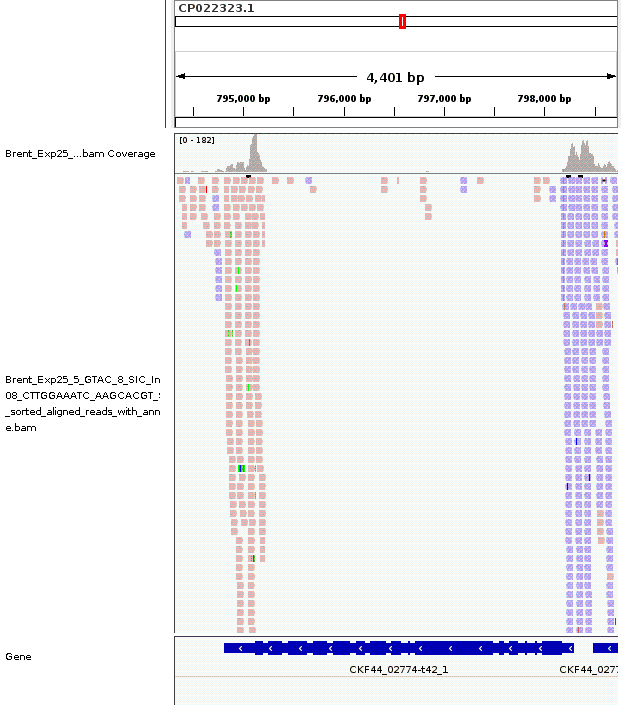 CP022323.1
4,401 bp
795,000 bp 796,000 bp 797,000 bp 798,000 bp
[0 - 182]
Brent_Exp25_...bam Coverage
Brent_Exp25_5_GTAC_8_SIC_In
08_CTTGGAAATC_AAGCACGT_
_sorted_aligned_reads_with_ann
e.bam
Gene
CKF44_02774-t42_1 CKF44_027